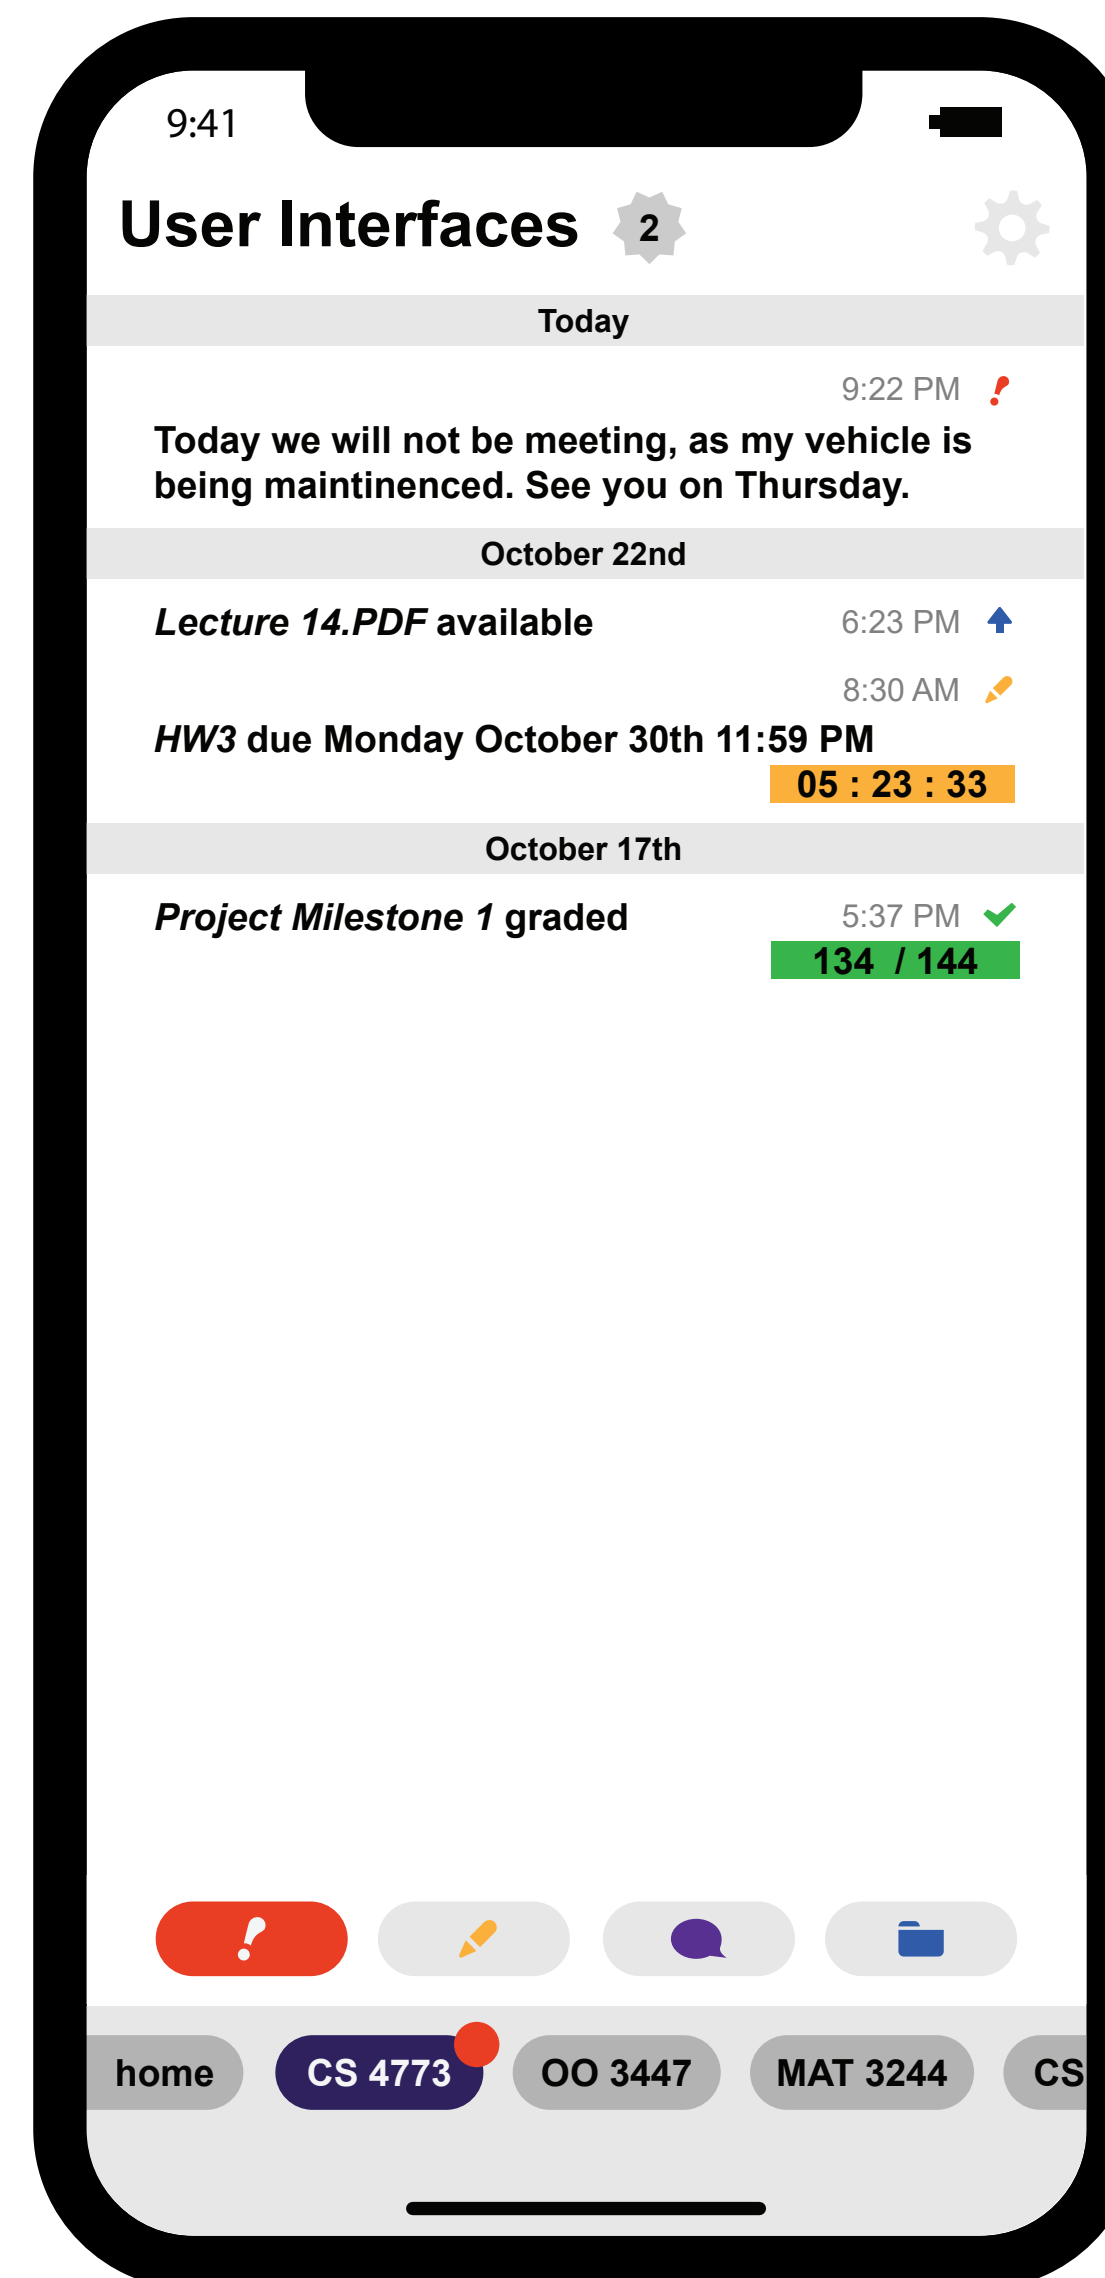 9:41
User Interfaces 2
Today
9:22 PM
Today we will not be meeting, as my vehicle is
being maintinenced. See you on Thursday.
October 22nd
Lecture 14.PDF available 6:23 PM
8:30 AM
HW3 due Monday October 30th 11:59 PM
05 : 23 : 33
October 17th
Project Milestone 1 graded 5:37 PM
134 / 144
home CS 4773 OO 3447 MAT 3244 CS